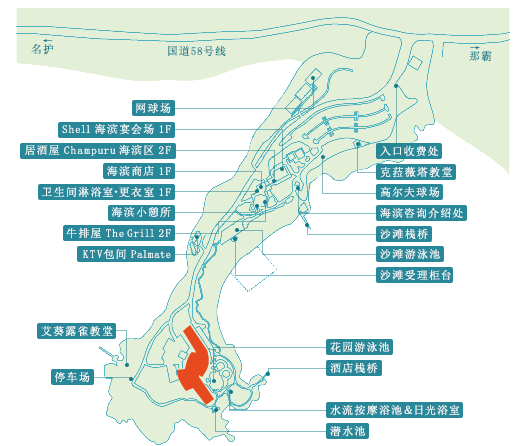 名护
国道58号线
那霸
网球场
Shell 海滨宴会场 1F
居酒屋 Champuru 海滨区 2F
海滨商店 1F
卫生间淋浴室·更衣室 1F
海滨小憩所
牛排屋 The Grill 2F
KTV包间 Palmate
入口收费处
克菈薇塔教堂
高尔夫球场
海滨咨询介绍处
沙滩栈桥
沙滩游泳池
沙滩受理柜台
艾葵露雀教堂
停车场
花园游泳池
酒店栈桥
水流按摩浴池&日光浴室
潜水池